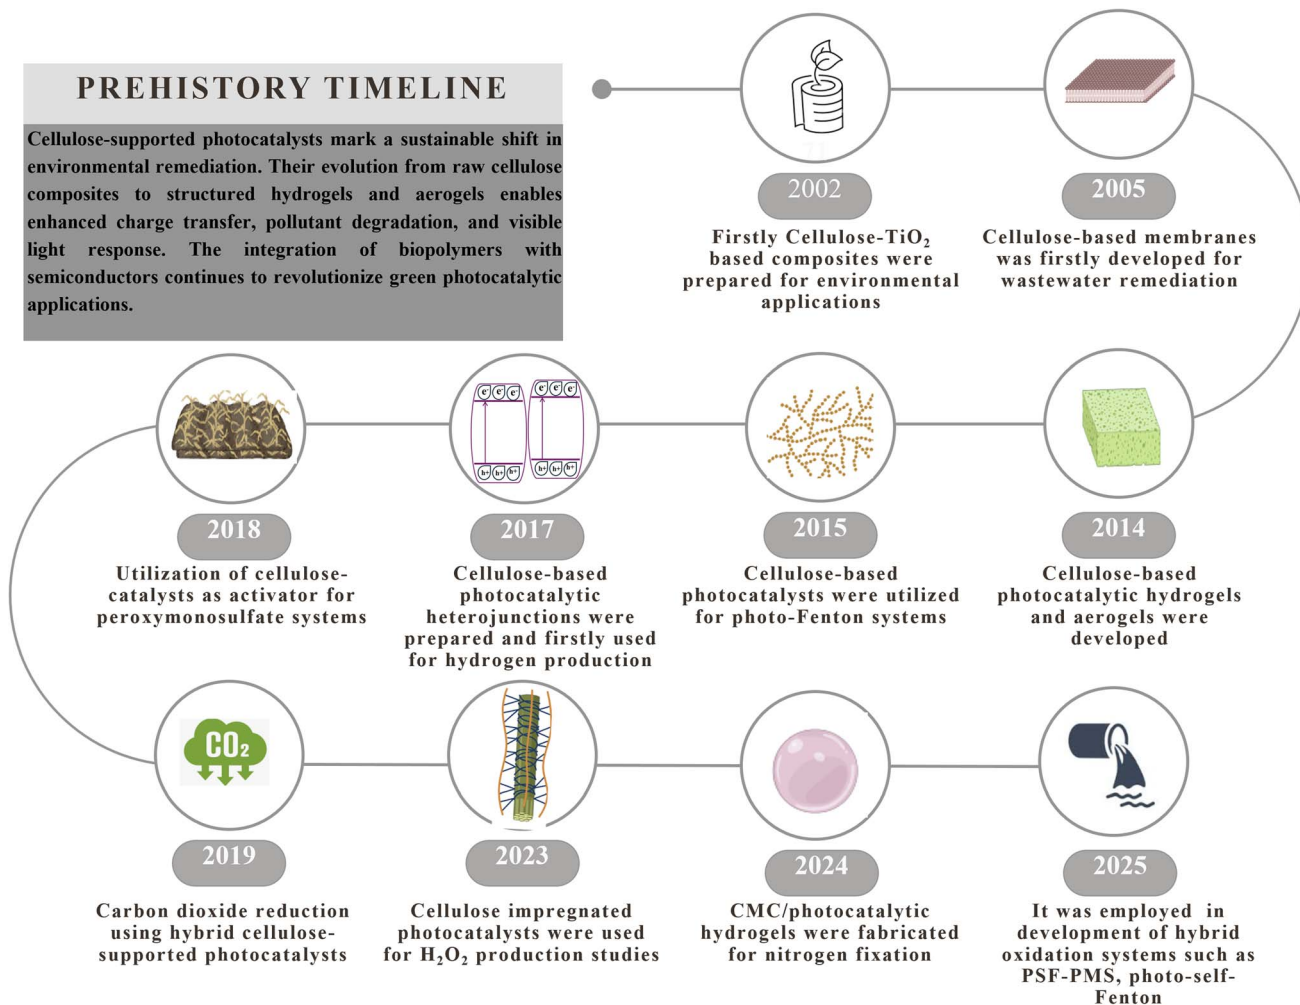 PREHISTORY TIMELINE
Cellulose-supported photocatalysts mark a sustainable shift in
environmental remediation. Their evolution from raw cellulose
composites to structured hydrogels and aerogels enables
enhanced charge transfer, pollutant degradation, and visible
light response. The integration of biopolymers with
semiconductors continues to revolutionize green photocatalytic
applications.
2002
Firstly Cellulose-TiO₂
based composites were
prepared for environmental
applications
2005
Cellulose-based membranes
was firstly developed for
wastewater remediation
2014
Cellulose-based
photocatalytic hydrogels
and aerogels were
developed
2015
Cellulose-based
photocatalysts were utilized
for photo-Fenton systems
e⁻ e⁻ e⁻ e⁻ e⁻ e⁻
h+ h+ h+ h+ h+ h+
2017
Cellulose-based
photocatalytic
heterojunctions were
prepared and firstly used
for hydrogen production
2018
Utilization of cellulose-
catalysts as activator for
peroxymonosulfate systems
CO₂
2019
Carbon dioxide reduction
using hybrid cellulose-
supported photocatalysts
2023
Cellulose impregnated
photocatalysts were used
for H₂O₂ production studies
2024
CMC/photocatalytic
hydrogels were fabricated
for nitrogen fixation
2025
It was employed in
development of hybrid
oxidation systems such as
PSF-PMS, photo-self-
Fenton